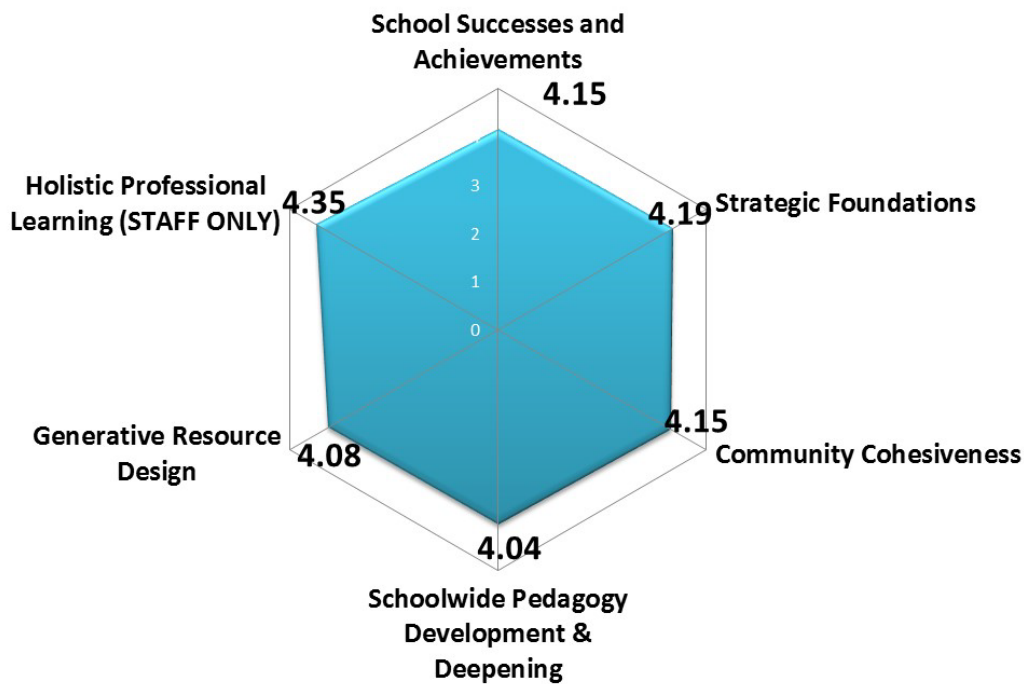 School Successes and
Achievements
4.15
Holistic Professional
Learning (STAFF ONLY)
4.35
3
4.19
Strategic Foundations
2
1
0
Generative Resource
Design
4.08
4.15
Community Cohesiveness
4.04
Schoolwide Pedagogy
Development &
Deepening